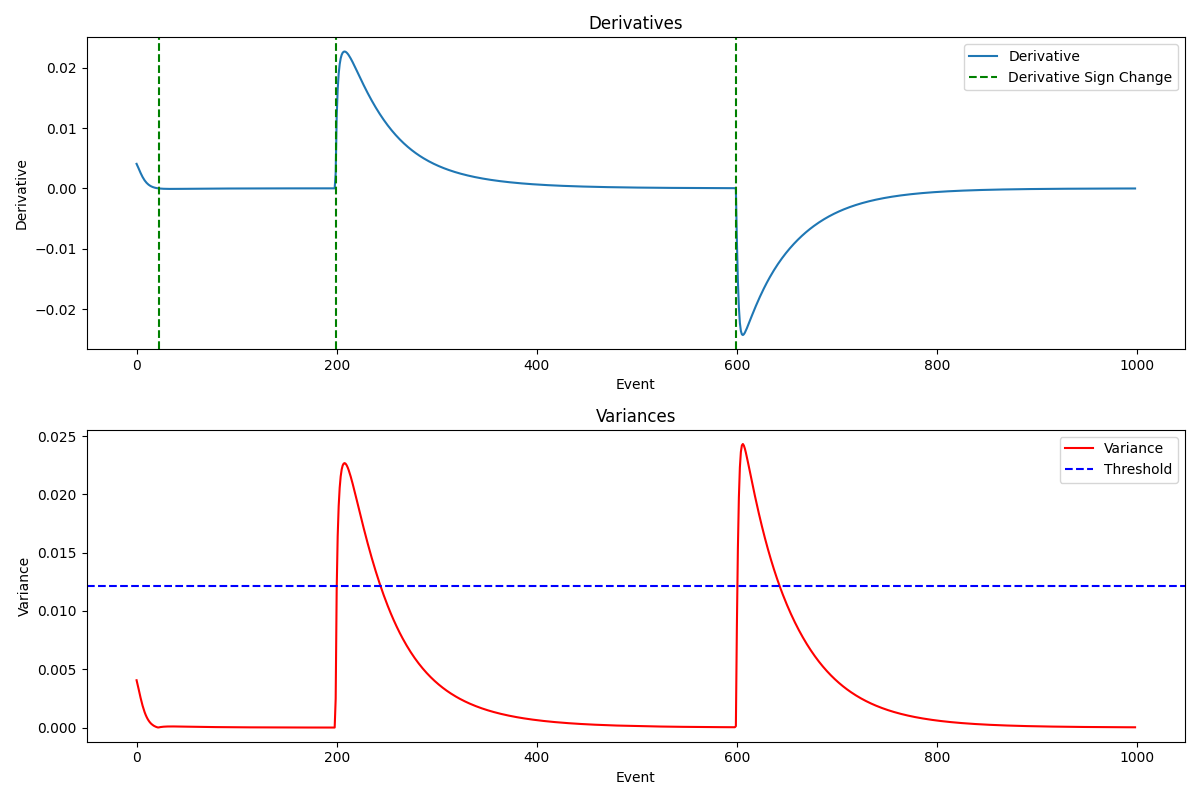 Derivatives
Derivative
Derivative Sign Change
Derivative
0.02
0.01
0.00
−0.01
−0.02
0 200 400 600 800 1000
Event
Variances
Variance
Threshold
Variance
0.025
0.020
0.015
0.010
0.005
0.000
0 200 400 600 800 1000
Event